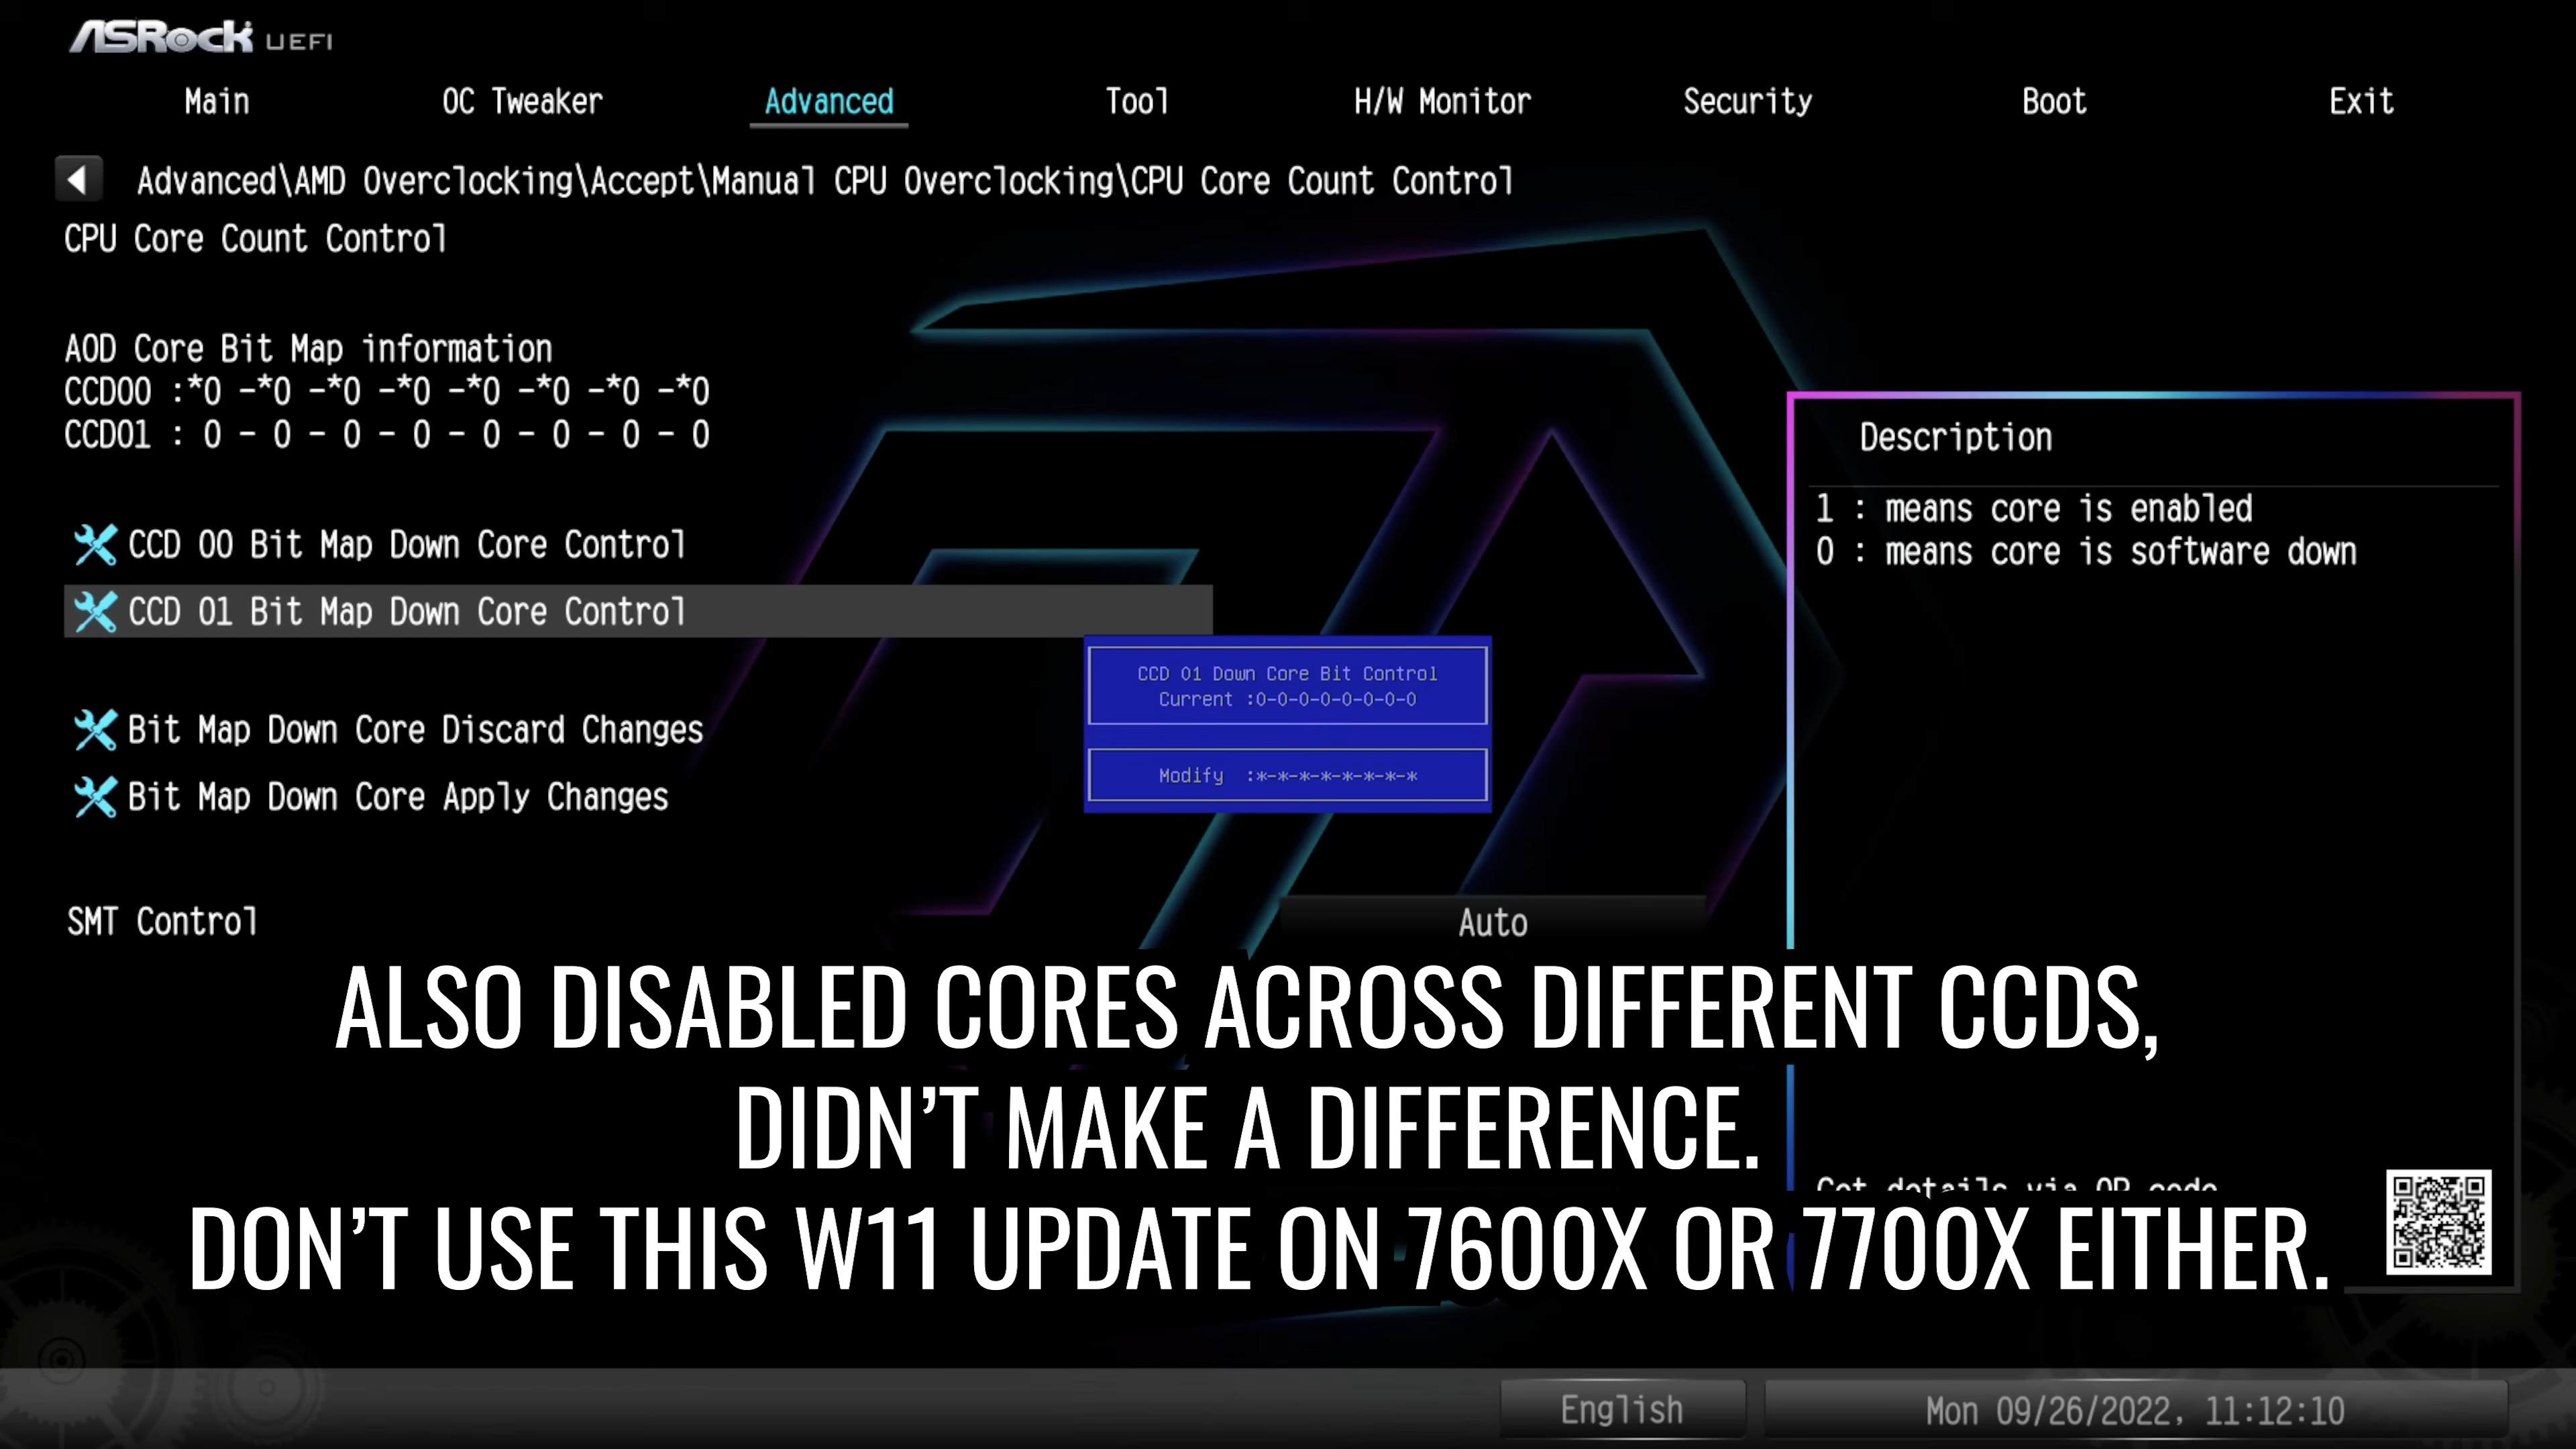 ASRock UEFI
Main OC Tweaker Advanced Tool H/W Monitor Security Boot Exit
Advanced\AMD Overclocking\Accept\Manual CPU Overclocking\CPU Core Count Control
CPU Core Count Control
AOD Core Bit Map information
CCD00 :*0 -*0 -*0 -*0 -*0 -*0 -*0 -*0
CCD01 : 0 - 0 - 0 - 0 - 0 - 0 - 0 - 0
CCD 00 Bit Map Down Core Control
CCD 01 Bit Map Down Core Control
CCD 01 Down Core Bit Control
Current :0-0-0-0-0-0-0-0
Modify :*-*-*-*-*-*-*-*
Bit Map Down Core Discard Changes
Bit Map Down Core Apply Changes
SMT Control Auto
Description
1 : means core is enabled
0 : means core is software down
Get details via QR code
ALSO DISABLED CORES ACROSS DIFFERENT CCDS,
DIDN'T MAKE A DIFFERENCE.
DON'T USE THIS W11 UPDATE ON 7600X OR 7700X EITHER.
English Mon 09/26/2022, 11:12:10